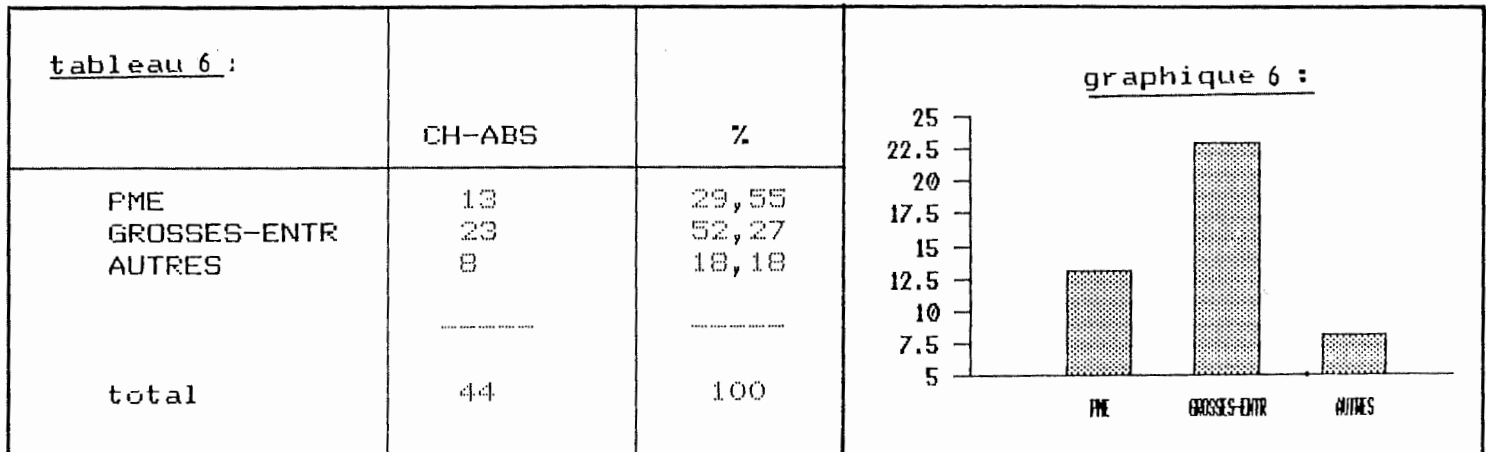 tableau 6 :
CH-ABS %
PME 13 29,55
GROSSES-ENTR 23 52,27
AUTRES 8 18,18
total 44 100
graphique 6 :
25
22.5
20
17.5
15
12.5
10
7.5
5
PME GROSSES-ENTR AUTRES